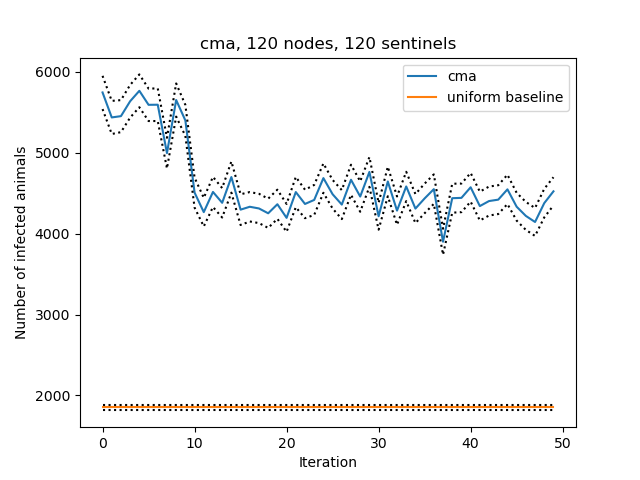 cma, 120 nodes, 120 sentinels
cma
uniform baseline
Number of infected animals
6000
5000
4000
3000
2000
0
10
20
30
40
50
Iteration